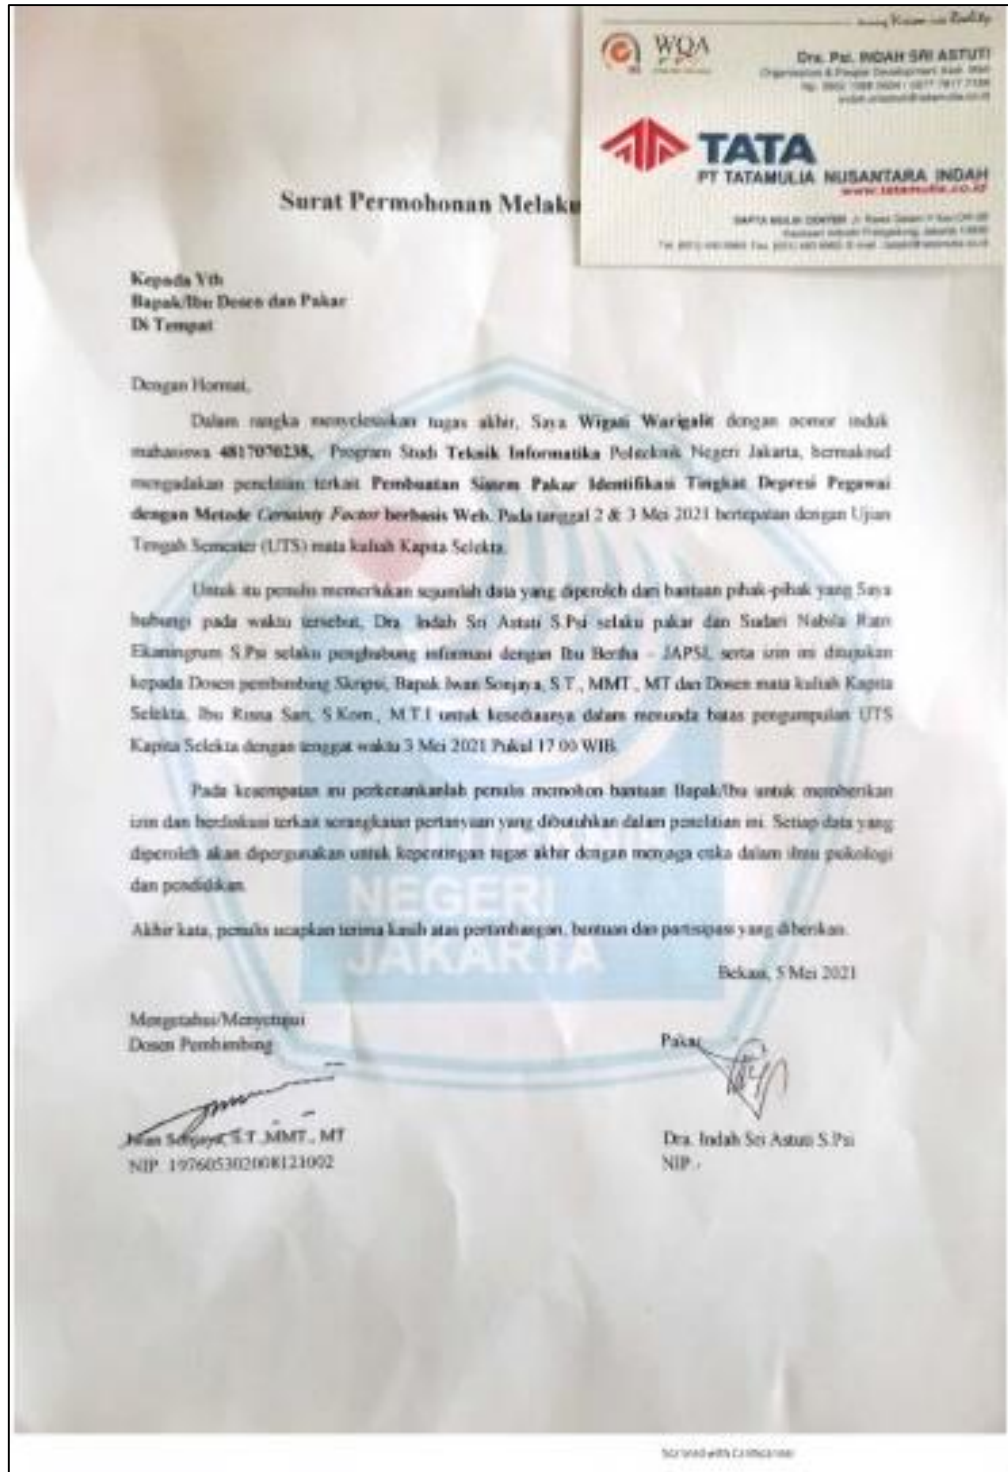 WQA
Dra. Psi. INDAH SRI ASTUTI
TATA
PT TATAMULIA NUSANTARA INDAH
www.tatamulia.co.id
Surat Permohonan Melaku
Kepada Yth
Bapak/Ibu Dosen dan Pakar
Di Tempat
Dengan Hormat,
Dalam rangka menyelesaikan tugas akhir, Saya Wigati Warigalit dengan nomor induk
mahasiswa 4817070238, Program Studi Teknik Informatika Politeknik Negeri Jakarta, bermaksud
mengadakan penelitian terkait Pembuatan Sistem Pakar Identifikasi Tingkat Depresi Pegawai
dengan Metode Certainty Factor berbasis Web. Pada tanggal 2 & 3 Mei 2021 bertepatan dengan Ujian
Tengah Semester (UTS) mata kuliah Kapita Selekta.
Untuk itu penulis memerlukan sejumlah data yang diperoleh dari bantuan pihak-pihak yang Saya
hubungi pada waktu tersebut, Dra. Indah Sri Astuti S.Psi selaku pakar dan Sudari Nabila Ratri
Ekaningrum S.Psi selaku penghubung informasi dengan Ibu Bertha – JAPSI, serta izin ini ditujukan
kepada Dosen pembimbing Skripsi, Bapak Iwan Sonjaya, S.T., MMT., MT dan Dosen mata kuliah Kapita
Selekta, Ibu Risna Sari, S.Kom., M.T.I untuk kesediaanya dalam menunda batas pengumpulan UTS
Kapita Selekta dengan tenggat waktu 3 Mei 2021 Pukul 17.00 WIB.
Pada kesempatan ini perkenankanlah penulis memohon bantuan Bapak/Ibu untuk memberikan
izin dan berdiskusi terkait serangkaian pertanyaan yang dibutuhkan dalam penelitian ini. Setiap data yang
diperoleh akan dipergunakan untuk kepentingan tugas akhir dengan menjaga etika dalam ilmu psikologi
dan pendidikan.
NEGERI
JAKARTA
Akhir kata, penulis ucapkan terima kasih atas pertimbangan, bantuan dan partisipasi yang diberikan.
Bekasi, 5 Mei 2021
Mengetahui/Menyetujui
Dosen Pembimbing
Pakar
Iwan Sonjaya, S.T.,MMT., MT
NIP. 197605302008121002
Dra. Indah Sri Astuti S.Psi
NIP -
Scanned with CamScanner